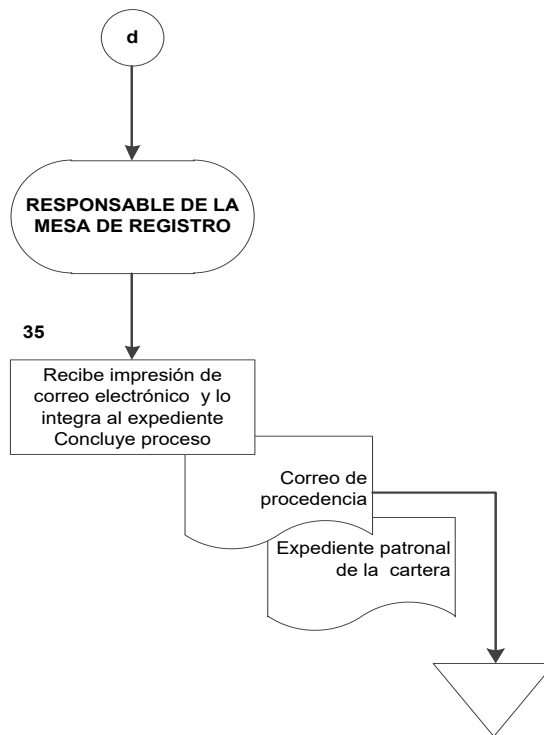 d
RESPONSABLE DE LA
MESA DE REGISTRO
35
Recibe impresión de
correo electrónico y lo
integra al expediente
Concluye proceso
Correo de
procedencia
Expediente patronal
de la cartera